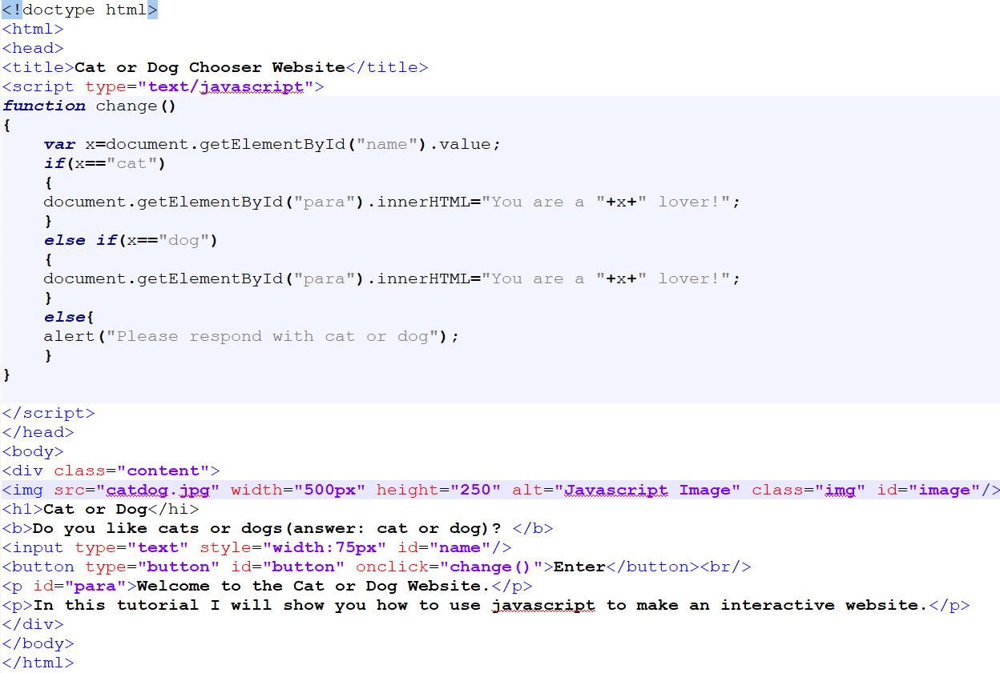 <!doctype html>
<html>
<head>
<title>Cat or Dog Chooser Website</title>
<script type="text/javascript">
function change()
{
    var x=document.getElementById("name").value;
    if(x=="cat")
    {
    document.getElementById("para").innerHTML="You are a "+x+" lover!";
    }
    else if(x=="dog")
    {
    document.getElementById("para").innerHTML="You are a "+x+" lover!";
    }
    else{
    alert("Please respond with cat or dog");
    }
}

</script>
</head>
<body>
<div class="content">
<img src="catdog.jpg" width="500px" height="250" alt="Javascript Image" class="img" id="image"/>
<h1>Cat or Dog</hi>
<b>Do you like cats or dogs(answer: cat or dog)? </b>
<input type="text" style="width:75px" id="name"/>
<button type="button" id="button" onclick="change()">Enter</button><br/>
<p id="para">Welcome to the Cat or Dog Website.</p>
<p>In this tutorial I will show you how to use javascript to make an interactive website.</p>
</div>
</body>
</html>